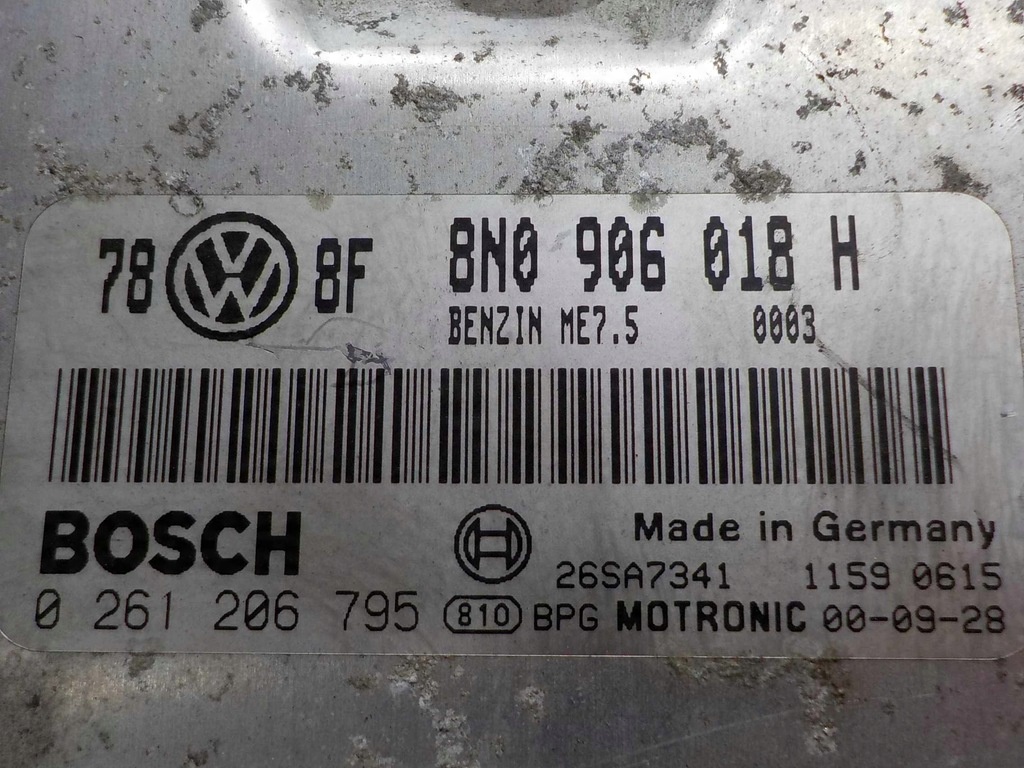 78 8F 8N0 906 018 H
BENZIN ME7.5 0003
BOSCH Made in Germany
26SA7341 1159 0615
0 261 206 795 810 BPG MOTRONIC 00-09-28